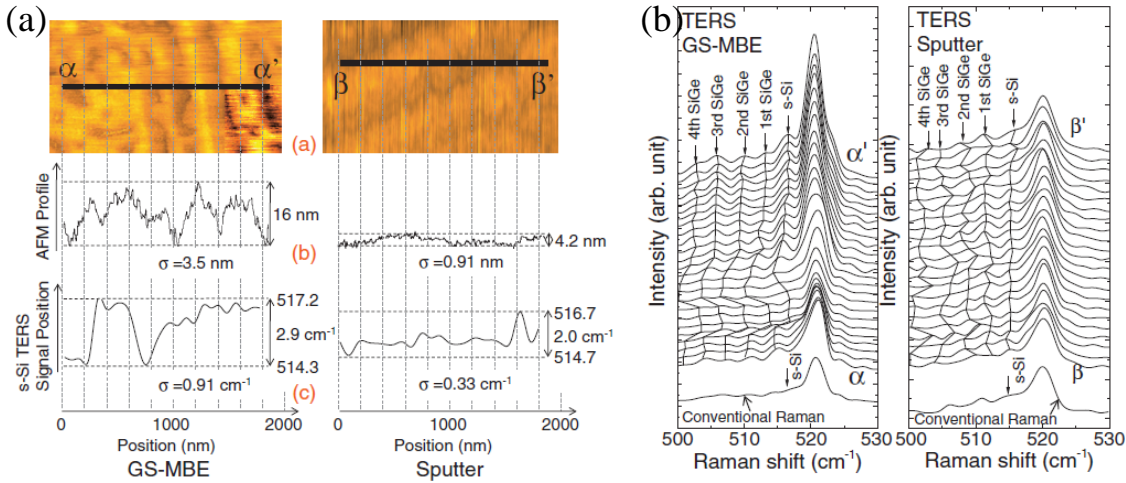 (a)
α α'
β β'
(a)
AFM Profile
16 nm
σ =3.5 nm
4.2 nm
(b)
σ =0.91 nm
s-Si TERS
Signal Position
517.2
2.9 cm-1
514.3
σ =0.91 cm-1
516.7
2.0 cm-1
514.7
σ =0.33 cm-1
(c)
0 1000 2000
Position (nm)
GS-MBE
0 1000 2000
Position (nm)
Sputter
(b)
TERS
GS-MBE
4th SiGe
3rd SiGe
2nd SiGe
1st SiGe
s-Si
α'
Intensity (arb. unit)
α
s-Si
Conventional Raman
500 510 520 530
Raman shift (cm-1)
TERS
Sputter
4th SiGe
3rd SiGe
2nd SiGe
1st SiGe
s-Si
β'
Intensity (arb. unit)
β
s-Si
Conventional Raman
500 510 520 530
Raman shift (cm-1)